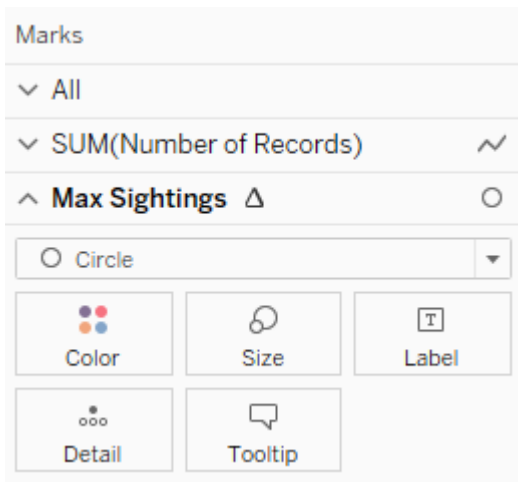 Marks
All
SUM(Number of Records)
Max Sightings Δ
Circle
Color Size T Label
Detail Tooltip